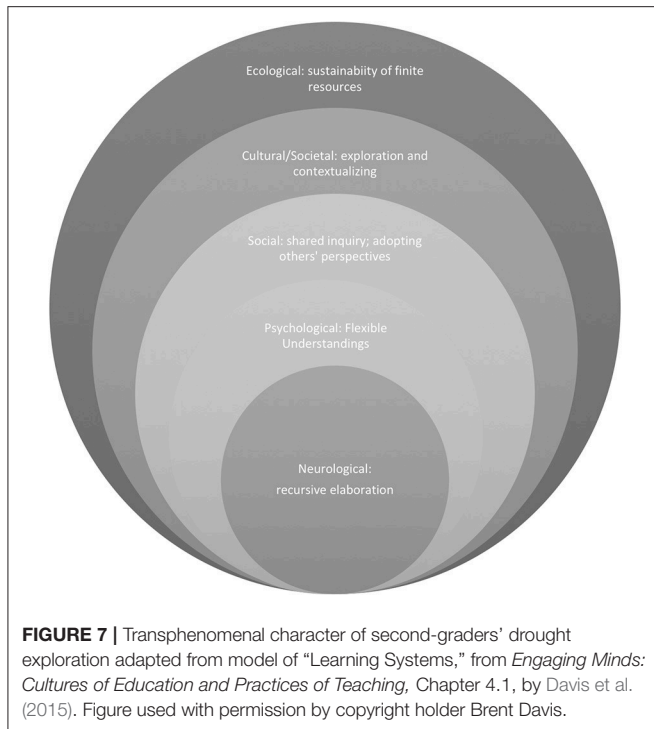 Ecological: sustainabiity of finite
resources
Cultural/Societal: exploration and
contextualizing
Social: shared inquiry; adopting
others' perspectives
Psychological: Flexible
Understandings
Neurological:
recursive elaboration
FIGURE 7 | Transphenomenal character of second-graders' drought
exploration adapted from model of “Learning Systems,” from Engaging Minds:
Cultures of Education and Practices of Teaching, Chapter 4.1, by Davis et al.
(2015). Figure used with permission by copyright holder Brent Davis.